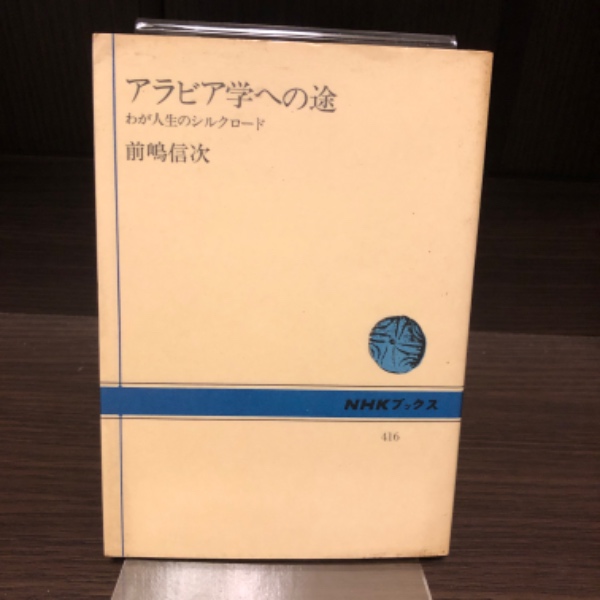 アラビア学への途
わが人生のシルクロード
前嶋信次
NHKブックス
416